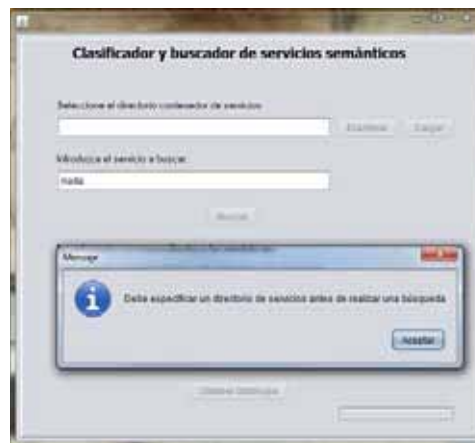 Clasificador y buscador de servicios semánticos
Seleccione el directorio contenedor de servicios
Examinar Cargar
Introduzca el servicio a buscar:
Buscar
Message
Debe especificar un directorio de servicios antes de realizar una búsqueda
Aceptar